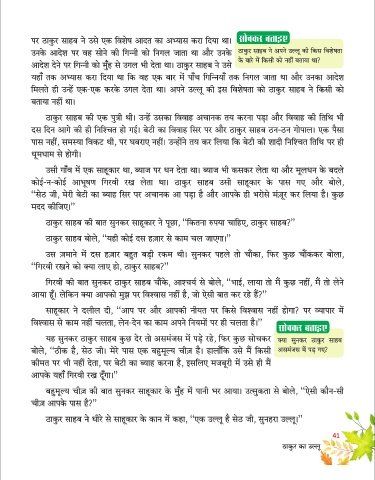 पर ठाकुर साहब ने उसे एक विशेष आदत का अभ्यास करा दिया था।
उनके आदेश पर वह सोने की गिन्नी को निगल जाता था और उनके
आदेश देने पर गिन्नी को मुँह से उगल भी देता था। ठाकुर साहब ने उसे
यहाँ तक अभ्यास करा दिया था कि वह एक बार में पाँच गिन्नियाँ तक निगल जाता था और उनका आदेश
मिलते ही उन्हें एक-एक करके उगल देता था। अपने उल्लू की इस विशेषता को ठाकुर साहब ने किसी को
बताया नहीं था।
सोचकर बताइए
ठाकुर साहब ने अपने उल्लू की किस विशेषता
के बारे में किसी को नहीं बताया था?
ठाकुर साहब की एक पुत्री थी। उन्हें उसका विवाह अचानक तय करना पड़ा और विवाह की तिथि भी
दस दिन आगे की ही निश्चित हो गई। बेटी का विवाह सिर पर और ठाकुर साहब ठन-ठन गोपाल। एक पैसा
पास नहीं, समस्या विकट थी, पर घबराए नहीं। उन्होंने तय कर लिया कि बेटी की शादी निश्चित तिथि पर ही
धूमधाम से होगी।
उसी गाँव में एक साहूकार था, ब्याज पर धन देता था। ब्याज भी कसकर लेता था और मूलधन के बदले
कोई-न-कोई आभूषण गिरवी रख लेता था। ठाकुर साहब उसी साहूकार के पास गए और बोले,
‘‘सेठ जी, मेरी बेटी का ब्याह सिर पर अचानक आ पड़ा है और आपके ही भरोसे मंज़ूर कर लिया है। कुछ
मदद कीजिए।’’
ठाकुर साहब की बात सुनकर साहूकार ने पूछा, ‘‘कितना रुपया चाहिए, ठाकुर साहब?’’
ठाकुर साहब बोले, ‘‘यही कोई दस हज़ार से काम चल जाएगा।’’
उस ज़माने में दस हज़ार बहुत बड़ी रकम थी। सुनकर पहले तो चौंका, फिर कुछ चौंककर बोला,
‘‘गिरवी रखने को क्या लाए हो, ठाकुर साहब?’’
गिरवी की बात सुनकर ठाकुर साहब चौंके, आश्चर्य से बोले, ‘‘भाई, लाया तो मैं कुछ नहीं, मैं तो लेने
आया हूँ। लेकिन क्या आपको मुझ पर विश्वास नहीं है, जो ऐसी बात कर रहे हैं?’’
साहूकार ने दलील दी, ‘‘आप पर और आपकी नीयत पर किसे विश्वास नहीं होगा? पर व्यापार में
विश्वास से काम नहीं चलता, लेन-देन का काम अपने नियमों पर ही चलता है।’’
यह सुनकर ठाकुर साहब कुछ देर तो असमंजस में पड़े रहे, फिर कुछ सोचकर
बोले, ‘‘ठीक है, सेठ जी। मेरे पास एक बहुमूल्य चीज़ है। हालाँकि उसे मैं किसी
कीमत पर भी नहीं देता, पर बेटी का ब्याह करना है, इसलिए मजबूरी में उसे ही मैं
आपके यहाँ गिरवी रख दूँगा।’’
सोचकर बताइए
क्या सुनकर ठाकुर साहब
असमंजस में पड़ गए?
बहुमूल्य चीज़ की बात सुनकर साहूकार के मुँह में पानी भर आया। उत्सुकता से बोले, ‘‘ऐसी कौन-सी
चीज़ आपके पास है?’’
ठाकुर साहब ने धीरे से साहूकार के कान में कहा, ‘‘एक उल्लू है सेठ जी, सुनहरा उल्लू।’’
41
ठाकुर का उल्लू